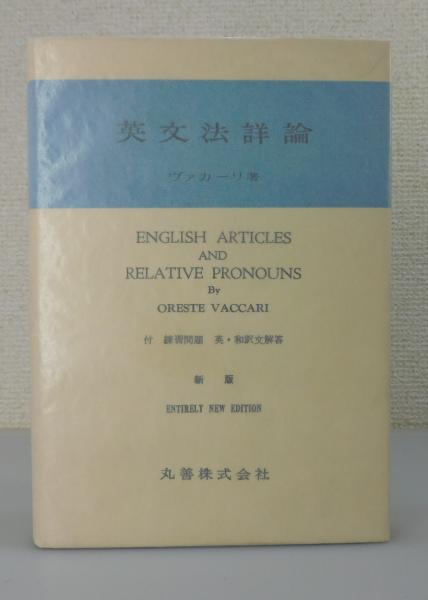 英文法詳論
ヴァカーリ著
ENGLISH ARTICLES
AND
RELATIVE PRONOUNS
By
ORESTE VACCARI
付 練習問題 英・和訳文解答
新版
ENTIRELY NEW EDITION
丸善株式会社